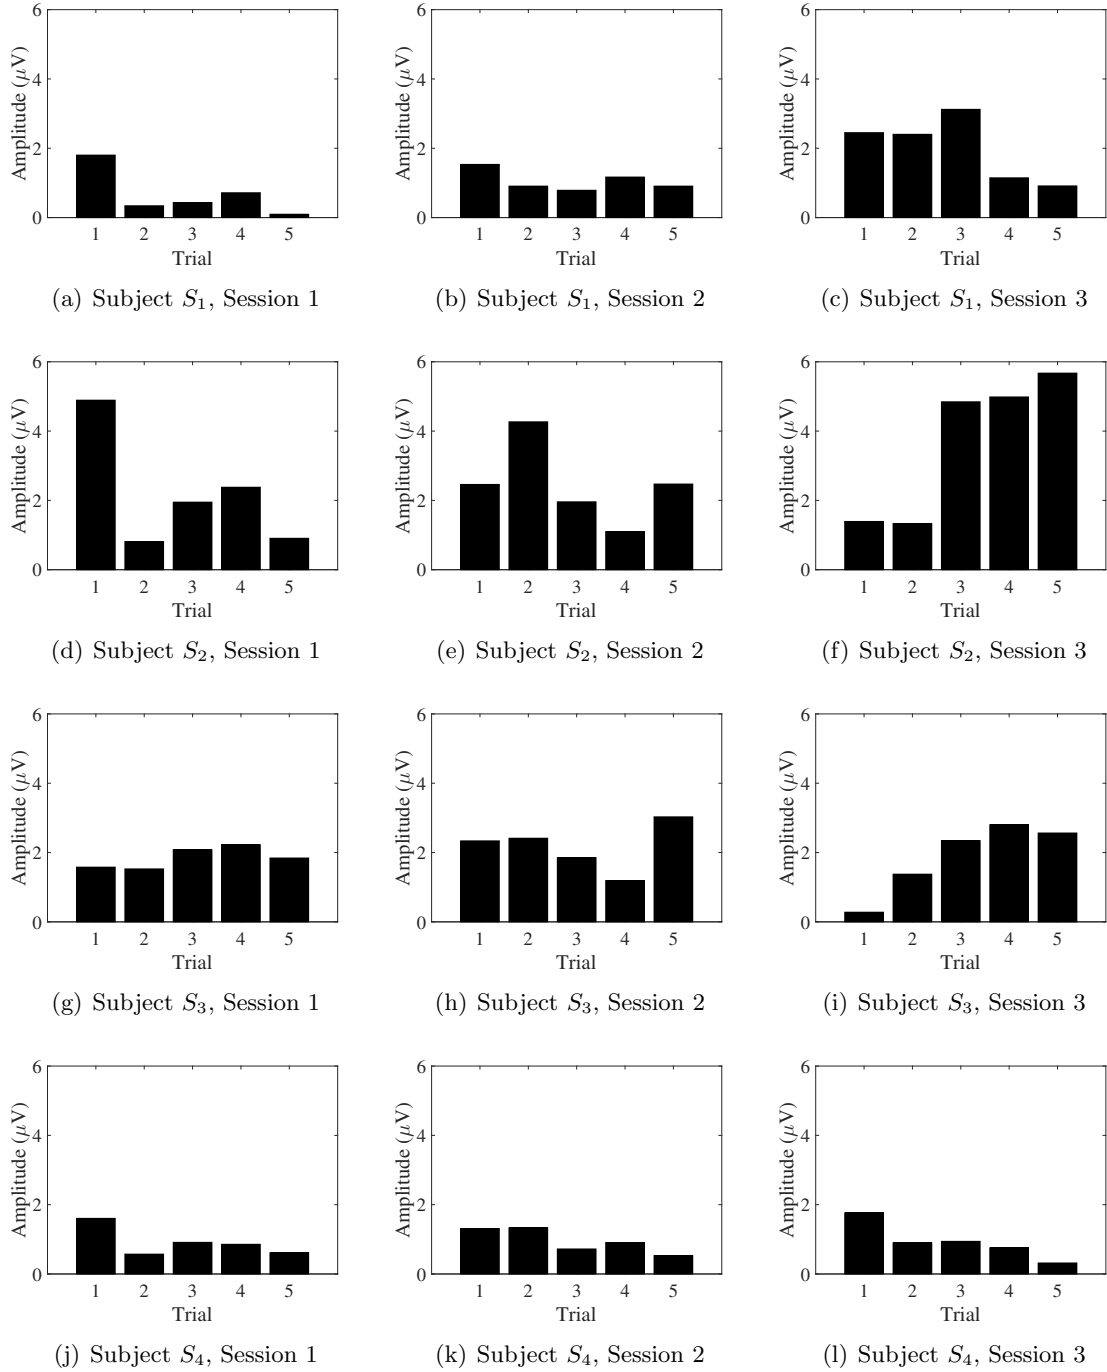 Amplitude (μV)
6
4
2
0
1 2 3 4 5
Trial
(a) Subject S₁, Session 1
Amplitude (μV)
6
4
2
0
1 2 3 4 5
Trial
(b) Subject S₁, Session 2
Amplitude (μV)
6
4
2
0
1 2 3 4 5
Trial
(c) Subject S₁, Session 3
Amplitude (μV)
6
4
2
0
1 2 3 4 5
Trial
(d) Subject S₂, Session 1
Amplitude (μV)
6
4
2
0
1 2 3 4 5
Trial
(e) Subject S₂, Session 2
Amplitude (μV)
6
4
2
0
1 2 3 4 5
Trial
(f) Subject S₂, Session 3
Amplitude (μV)
6
4
2
0
1 2 3 4 5
Trial
(g) Subject S₃, Session 1
Amplitude (μV)
6
4
2
0
1 2 3 4 5
Trial
(h) Subject S₃, Session 2
Amplitude (μV)
6
4
2
0
1 2 3 4 5
Trial
(i) Subject S₃, Session 3
Amplitude (μV)
6
4
2
0
1 2 3 4 5
Trial
(j) Subject S₄, Session 1
Amplitude (μV)
6
4
2
0
1 2 3 4 5
Trial
(k) Subject S₄, Session 2
Amplitude (μV)
6
4
2
0
1 2 3 4 5
Trial
(l) Subject S₄, Session 3